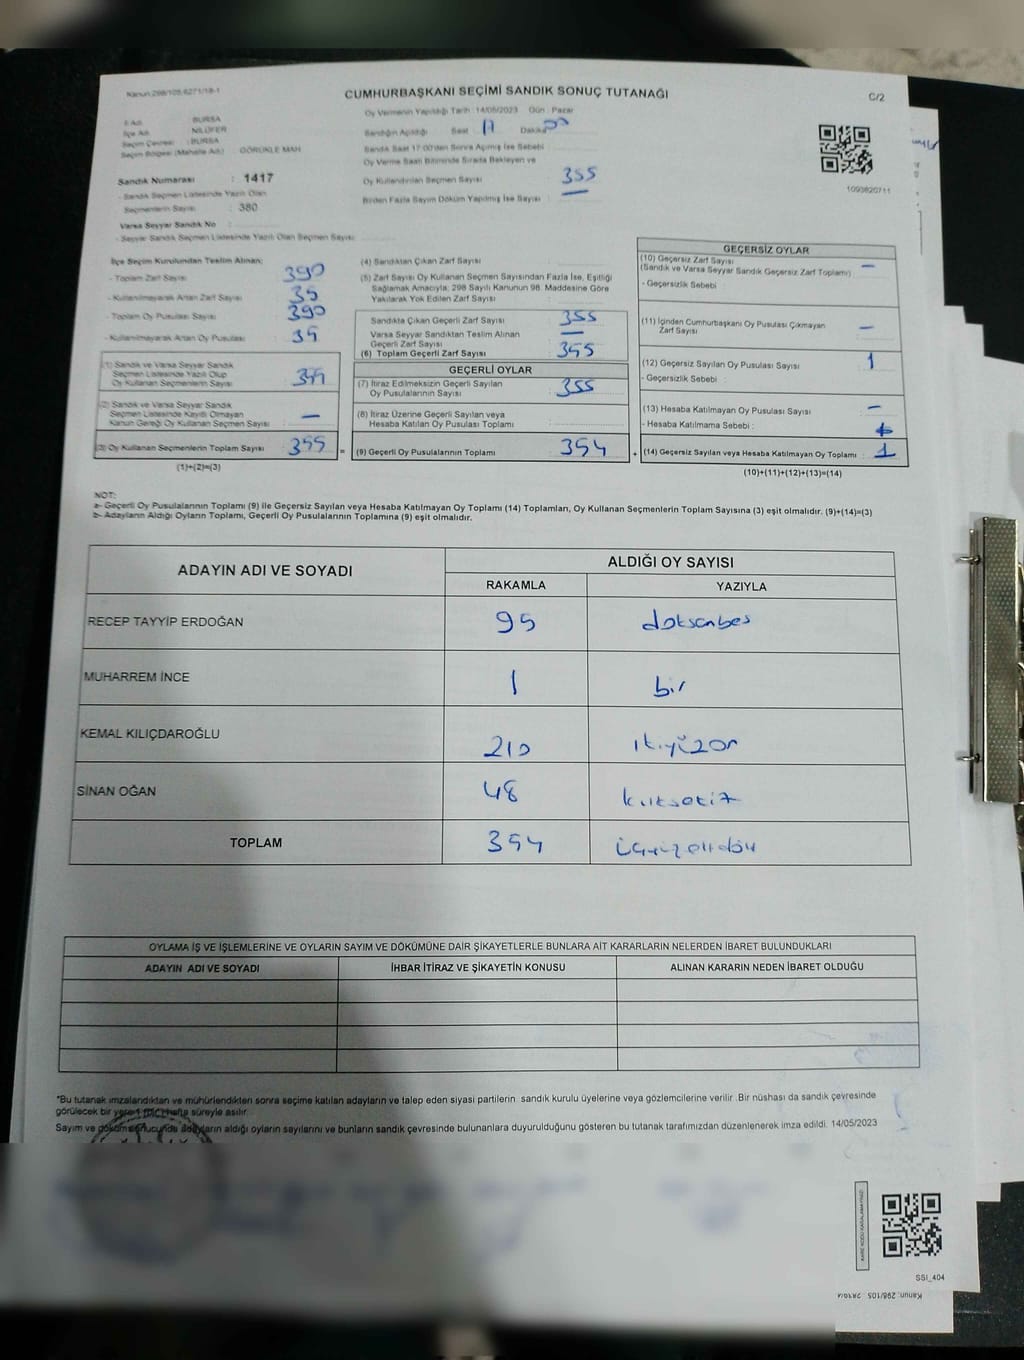 Kanun:298/105,6271/18-1
CUMHURBAŞKANI SEÇİMİ SANDIK SONUÇ TUTANAĞI
C/2
İl Adı : BURSA
İlçe Adı : NİLÜFER
Seçim Çevresi : BURSA
Seçim Bölgesi (Mahalle Adı) : GÖRÜKLE MAH.
Sandık Numarası : 1417
- Sandık Seçmen Listesinde Yazılı Olan
Seçmenlerin Sayısı : 380
Varsa Seyyar Sandık No :
- Seyyar Sandık Seçmen Listesinde Yazılı Olan Seçmen Sayısı
Oy Vermenin Yapıldığı Tarih : 14/05/2023 Gün : Pazar
Sandığın Açıldığı Saat : 17 Dakika : 00
Sandık Saat 17:00'den Sonra Açılmış İse Sebebi :
Oy Verme Saati Bitiminde Sırada Bekleyen ve
Oy Kullandırılan Seçmen Sayısı : 355
Birden Fazla Sayım Döküm Yapılmış İse Sayısı : —
1093820711
İlçe Seçim Kurulundan Teslim Alınan;
- Toplam Zarf Sayısı : 390
- Kullanılmayarak Artan Zarf Sayısı : 35
- Toplam Oy Pusulası Sayısı : 390
- Kullanılmayarak Artan Oy Pusulası : 35
(1) Sandık ve Varsa Seyyar Sandık
Seçmen Listesinde Yazılı Olup
Oy Kullanan Seçmenlerin Sayısı : 355
(2) Sandık ve Varsa Seyyar Sandık
Seçmen Listesinde Kayıtlı Olmayan
Kanun Gereği Oy Kullanan Seçmen Sayısı : —
(3) Oy Kullanan Seçmenlerin Toplam Sayısı : 355
(1)+(2)=(3)
(4) Sandıktan Çıkan Zarf Sayısı :
(5) Zarf Sayısı Oy Kullanan Seçmen Sayısından Fazla İse, Eşitliği
Sağlamak Amacıyla; 298 Sayılı Kanunun 98. Maddesine Göre
Yakılarak Yok Edilen Zarf Sayısı :
Sandıkta Çıkan Geçerli Zarf Sayısı : 355
Varsa Seyyar Sandıktan Teslim Alınan
Geçerli Zarf Sayısı : —
(6) Toplam Geçerli Zarf Sayısı : 355
GEÇERLİ OYLAR
(7) İtiraz Edilmeksizin Geçerli Sayılan
Oy Pusulalarının Sayısı : 355
(8) İtiraz Üzerine Geçerli Sayılan veya
Hesaba Katılan Oy Pusulası Toplamı :
= (9) Geçerli Oy Pusulalarının Toplamı : 354
GEÇERSİZ OYLAR
(10) Geçersiz Zarf Sayısı
(Sandık ve Varsa Seyyar Sandık Geçersiz Zarf Toplamı) : —
- Geçersizlik Sebebi :
(11) İçinden Cumhurbaşkanı Oy Pusulası Çıkmayan
Zarf Sayısı : —
(12) Geçersiz Sayılan Oy Pusulası Sayısı : 1
- Geçersizlik Sebebi :
(13) Hesaba Katılmayan Oy Pusulası Sayısı : —
- Hesaba Katılmama Sebebi :
+ (14) Geçersiz Sayılan veya Hesaba Katılmayan Oy Toplamı : 1
(10)+(11)+(12)+(13)=(14)
NOT:
a- Geçerli Oy Pusulalarının Toplamı (9) ile Geçersiz Sayılan veya Hesaba Katılmayan Oy Toplamı (14) Toplamları, Oy Kullanan Seçmenlerin Toplam Sayısına (3) eşit olmalıdır. (9)+(14)=(3)
b- Adayların Aldığı Oyların Toplamı, Geçerli Oy Pusulalarının Toplamına (9) eşit olmalıdır.
ADAYIN ADI VE SOYADI ALDIĞI OY SAYISI
RAKAMLA YAZIYLA
RECEP TAYYİP ERDOĞAN 95 doksanbeş
MUHARREM İNCE 1 bir
KEMAL KILIÇDAROĞLU 210 ikiyüzon
SİNAN OĞAN 48 kırksekiz
TOPLAM 354 üçyüzellidört
OYLAMA İŞ VE İŞLEMLERİNE VE OYLARIN SAYIM VE DÖKÜMÜNE DAİR ŞİKAYETLERLE BUNLARA AİT KARARLARIN NELERDEN İBARET BULUNDUKLARI
ADAYIN ADI VE SOYADI İHBAR İTİRAZ VE ŞİKAYETİN KONUSU ALINAN KARARIN NEDEN İBARET OLDUĞU
*Bu tutanak imzalandıktan ve mühürlendikten sonra seçime katılan adayların ve talep eden siyasi partilerin sandık kurulu üyelerine veya gözlemcilerine verilir .Bir nüshası da sandık çevresinde
görülecek bir yere 1 (bir) hafta süreyle asılır.
Sayım ve döküm sonucunda adayların aldığı oyların sayılarını ve bunların sandık çevresinde bulunanlara duyurulduğunu gösteren bu tutanak tarafımızdan düzenlenerek imza edildi. 14/05/2023
SSI_404
Kanun: 298/105